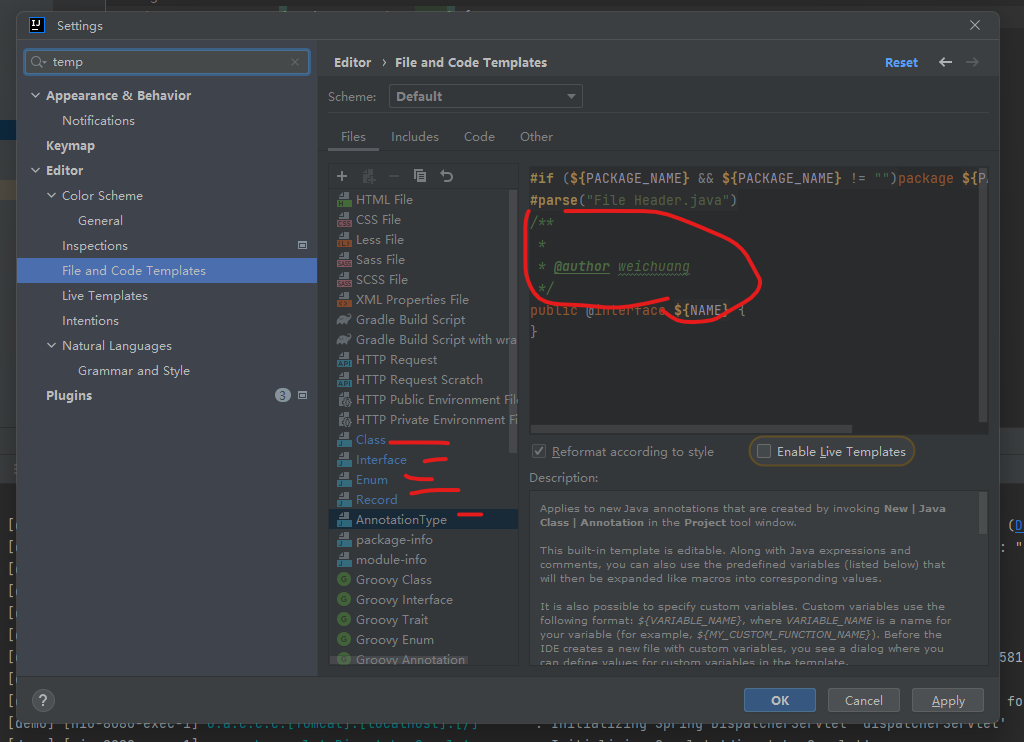 Settings
temp
Appearance & Behavior
Notifications
Keymap
Editor
Color Scheme
General
Inspections
File and Code Templates
Live Templates
Intentions
Natural Languages
Grammar and Style
Plugins
3
Editor › File and Code Templates
Reset
Scheme:
Default
Files
Includes
Code
Other
HTML File
CSS File
Less File
Sass File
SCSS File
XML Properties File
Gradle Build Script
Gradle Build Script with wra
HTTP Request
HTTP Request Scratch
HTTP Public Environment File
HTTP Private Environment Fi
Class
Interface
Enum
Record
AnnotationType
package-info
module-info
Groovy Class
Groovy Interface
Groovy Trait
Groovy Enum
Groovy Annotation
#if (${PACKAGE_NAME} && ${PACKAGE_NAME} != "")package ${PA
#parse("File Header.java")
/**
*
* @author weichuang
*/
public @interface ${NAME} {
}
Reformat according to style
Enable Live Templates
Description:
Applies to new Java annotations that are created by invoking New | Java
Class | Annotation in the Project tool window.
This built-in template is editable. Along with Java expressions and
comments, you can also use the predefined variables (listed below) that
will then be expanded like macros into corresponding values.
It is also possible to specify custom variables. Custom variables use the
following format: ${VARIABLE_NAME}, where VARIABLE_NAME is a name for
your variable (for example, ${MY_CUSTOM_FUNCTION_NAME}). Before the
IDE creates a new file with custom variables, you see a dialog where you
can define values for custom variables in the template.
?
OK
Cancel
Apply
(D
: "
581
fo
[demo] [nio-8080-exec-1] o.a.c.c.C.[Tomcat].[localhost].[/] : Initializing Spring DispatcherServlet 'dispatcherServlet'